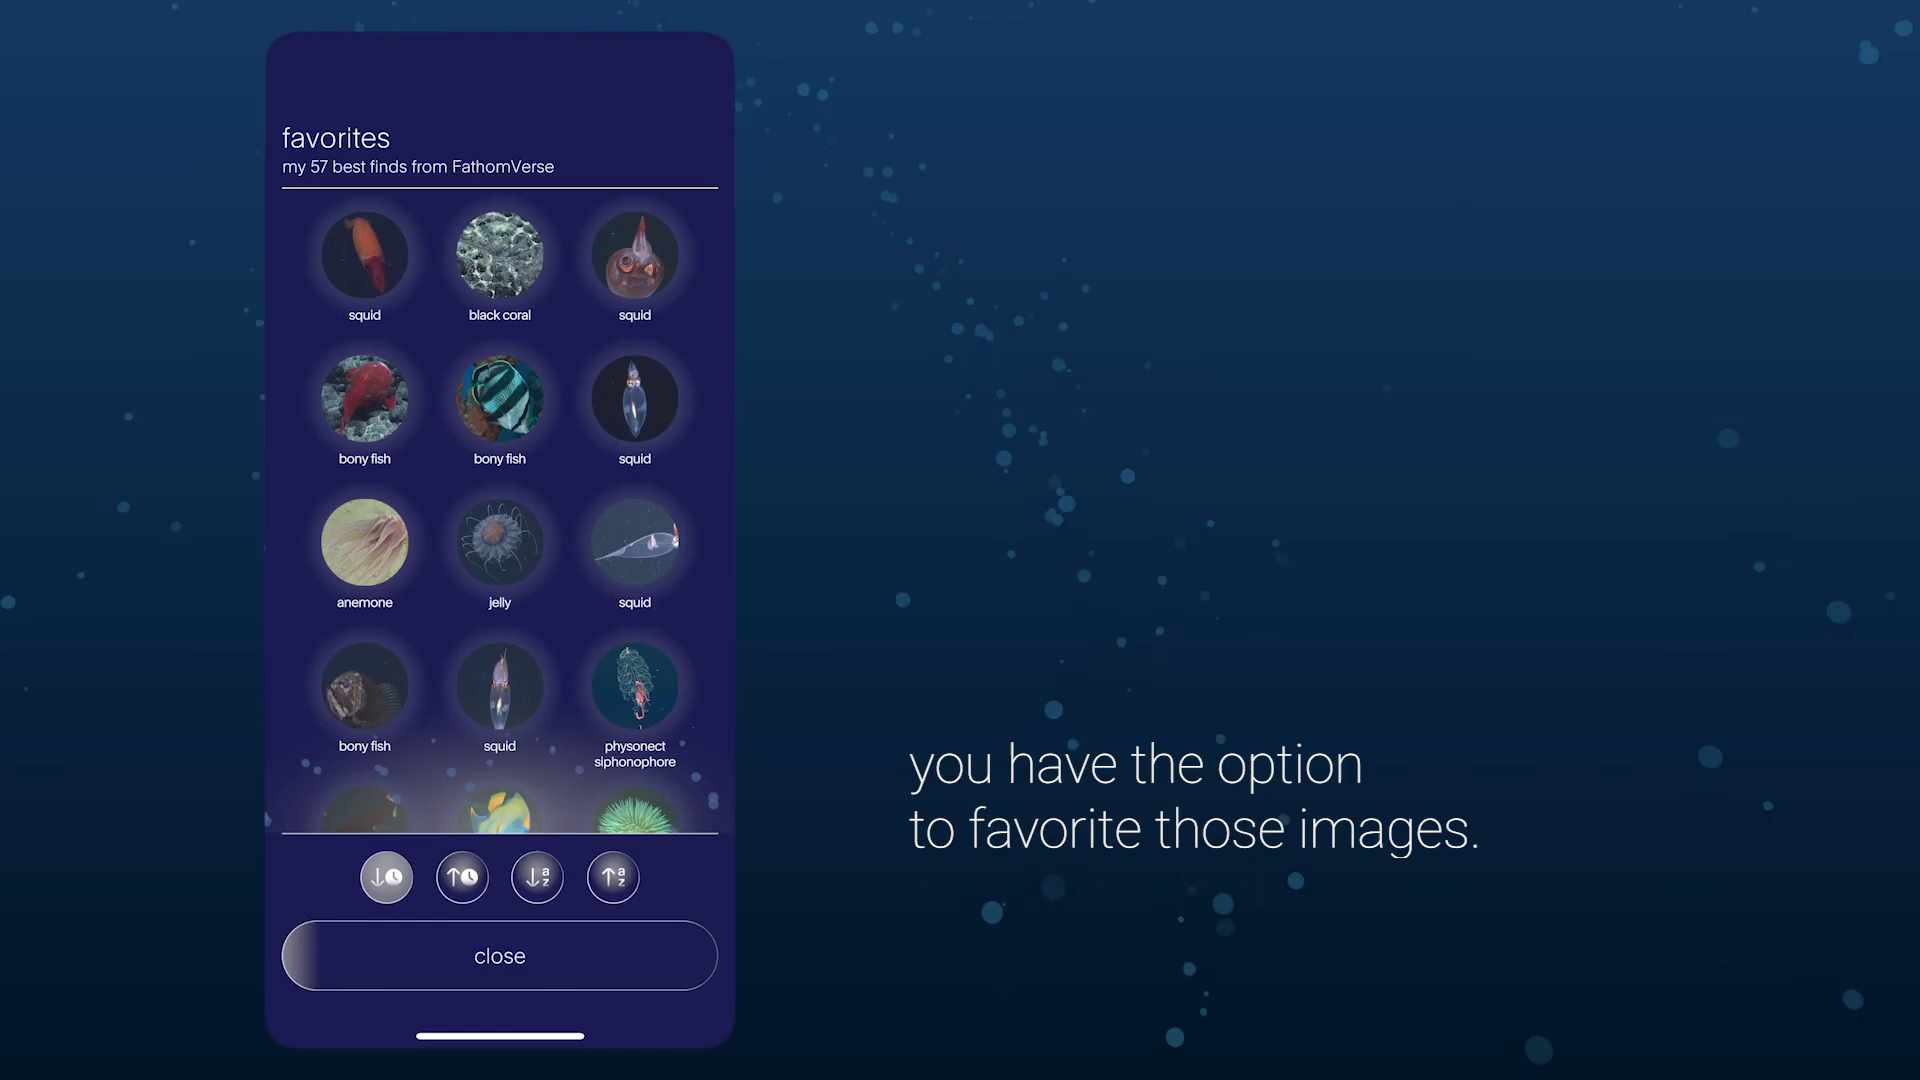 favorites
my 57 best finds from FathomVerse
squid
black coral
squid
bony fish
bony fish
squid
anemone
jelly
squid
bony fish
squid
physonect
siphonophore
a
z
a
z
close
you have the option
to favorite those images.